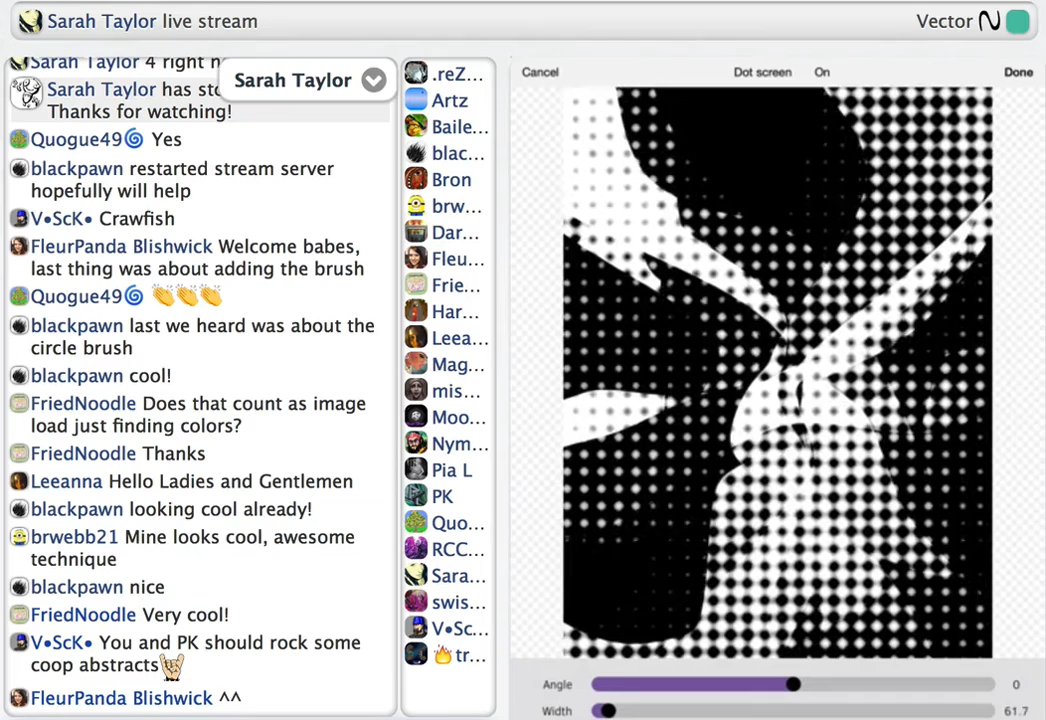 Sarah Taylor live stream
Vector
Sarah Taylor 4 right
Sarah Taylor has
Sarah Taylor
Thanks for watching!
Quogue49🌀 Yes
blackpawn restarted stream server
hopefully will help
V•ScK• Crawfish
FleurPanda Blishwick Welcome babes,
last thing was about adding the brush
Quogue49🌀 👏👏👏
blackpawn last we heard was about the
circle brush
blackpawn cool!
FriedNoodle Does that count as image
load just finding colors?
FriedNoodle Thanks
Leeanna Hello Ladies and Gentlemen
blackpawn looking cool already!
brwebb21 Mine looks cool, awesome
technique
blackpawn nice
FriedNoodle Very cool!
V•ScK• You and PK should rock some
coop abstracts🤘🏼
FleurPanda Blishwick ^^
.reZ...
Artz
Baile...
blac...
Bron
brw...
Dar...
Fleu...
Frie...
Har...
Leea...
Mag...
mis...
Moo...
Nym...
Pia L
PK
Quo...
RCC...
Sara...
swis...
V•Sc...
🔥tr...
Cancel Dot screen On Done
Angle 0
Width 61.7